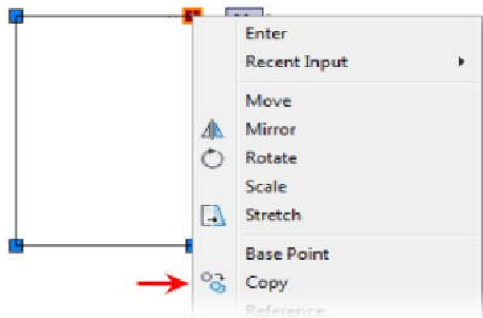 Enter
Recent Input
Move
Mirror
Rotate
Scale
Stretch
Base Point
Copy
Reference